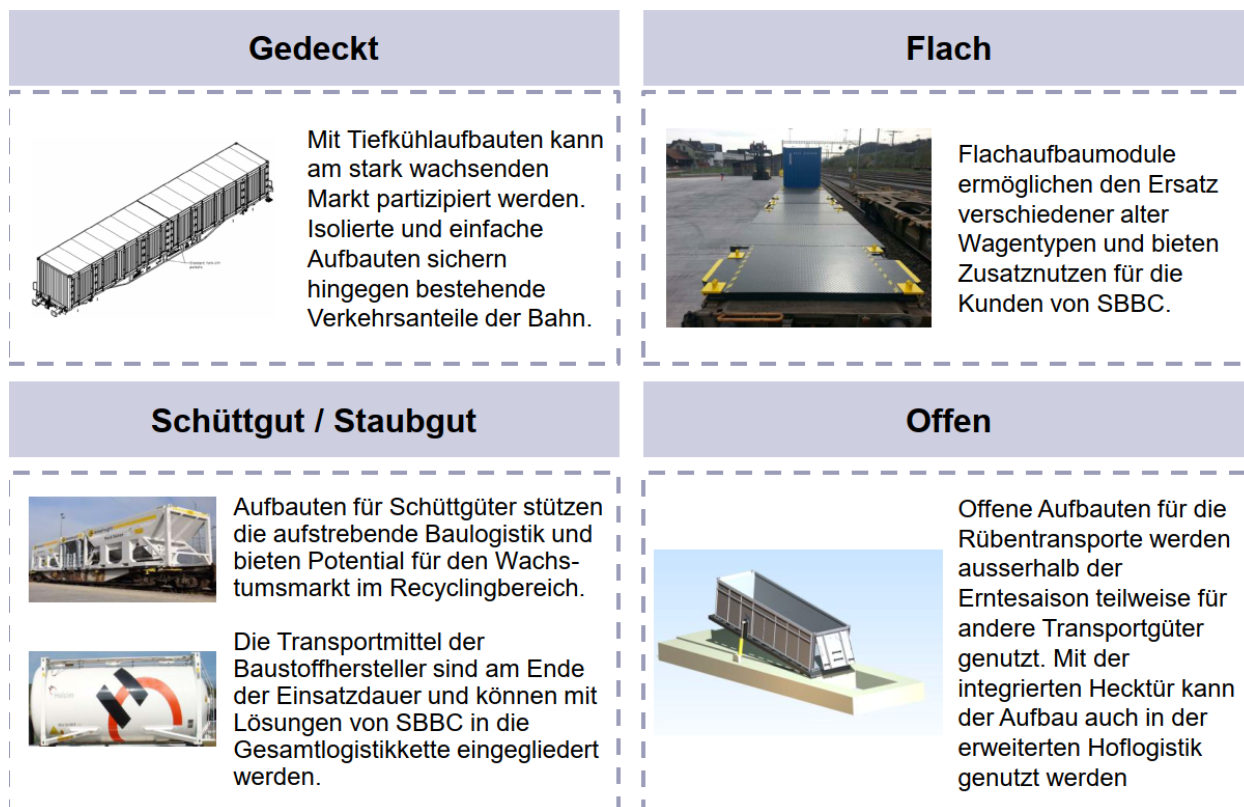 Gedeckt
Mit Tiefkühlaufbauten kann
am stark wachsenden
Markt partizipiert werden.
Isolierte und einfache
Aufbauten sichern
hingegen bestehende
Verkehrsanteile der Bahn.
Flach
Flachaufbaumodule
ermöglichen den Ersatz
verschiedener alter
Wagentypen und bieten
Zusatznutzen für die
Kunden von SBBC.
Schüttgut / Staubgut
Aufbauten für Schüttgüter stützen
die aufstrebende Baulogistik und
bieten Potential für den Wachs-
tumsmarkt im Recyclingbereich.
Die Transportmittel der
Baustoffhersteller sind am Ende
der Einsatzdauer und können mit
Lösungen von SBBC in die
Gesamtlogistikkette eingegliedert
werden.
Offen
Offene Aufbauten für die
Rübentransporte werden
ausserhalb der
Erntesaison teilweise für
andere Transportgüter
genutzt. Mit der
integrierten Hecktür kann
der Aufbau auch in der
erweiterten Hoflogistik
genutzt werden